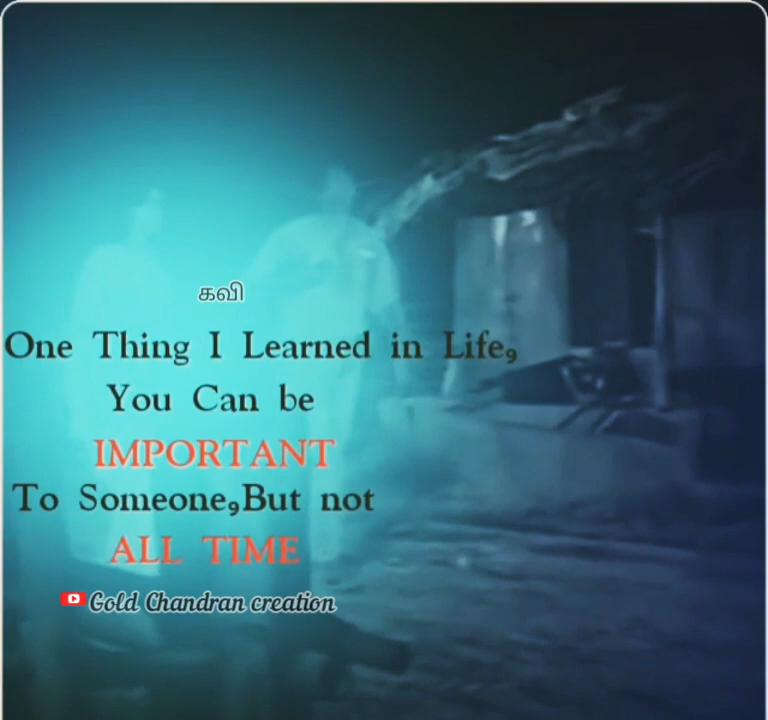 கவி
One Thing I Learned in Life,
You Can be
IMPORTANT
To Someone,But not
ALL TIME
Gold Chandran creation